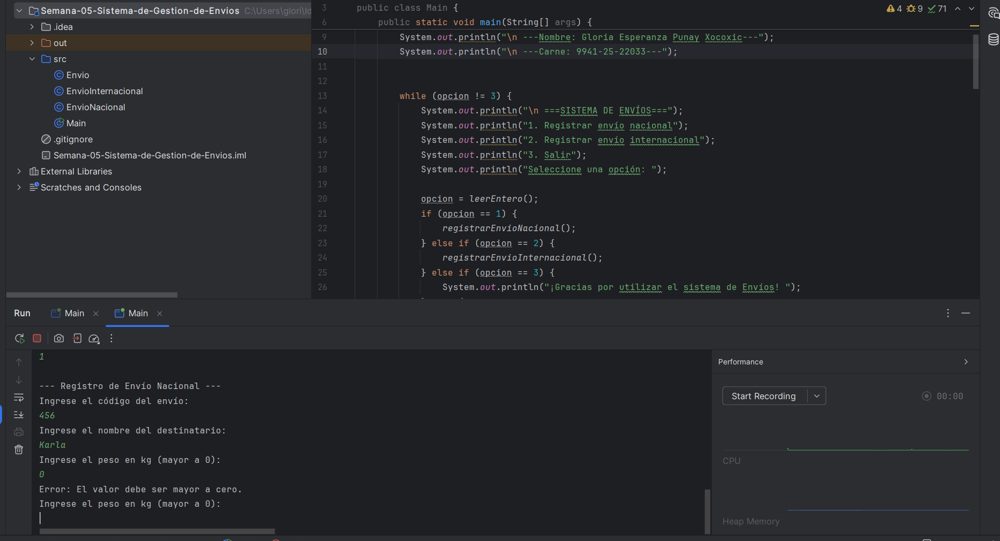 Semana-05-Sistema-de-Gestion-de-Envios C:\Users\glori\Id
.idea
out
src
Envio
EnvioInternacional
EnvioNacional
Main
.gitignore
Semana-05-Sistema-de-Gestion-de-Envios.iml
External Libraries
Scratches and Consoles
4 9 71
3 public class Main {
6 public static void main(String[] args) {
9 System.out.println("\n ---Nombre: Gloria Esperanza Punay Xocoxic---");
10 System.out.println("\n ---Carne: 9941-25-22033---");
11
12
13 while (opcion != 3) {
14 System.out.println("\n ===SISTEMA DE ENVÍOS===");
15 System.out.println("1. Registrar envío nacional");
16 System.out.println("2. Registrar envío internacional");
17 System.out.println("3. Salir");
18 System.out.println("Seleccione una opción: ");
19
20 opcion = leerEntero();
21 if (opcion == 1) {
22 registrarEnvioNacional();
23 } else if (opcion == 2) {
24 registrarEnvioInternacional();
25 } else if (opcion == 3) {
26 System.out.println("¡Gracias por utilizar el sistema de Envíos! ");
Run Main Main
1
--- Registro de Envío Nacional ---
Ingrese el código del envío:
456
Ingrese el nombre del destinatario:
Karla
Ingrese el peso en kg (mayor a 0):
0
Error: El valor debe ser mayor a cero.
Ingrese el peso en kg (mayor a 0):
Performance
Start Recording 00:00
CPU
Heap Memory